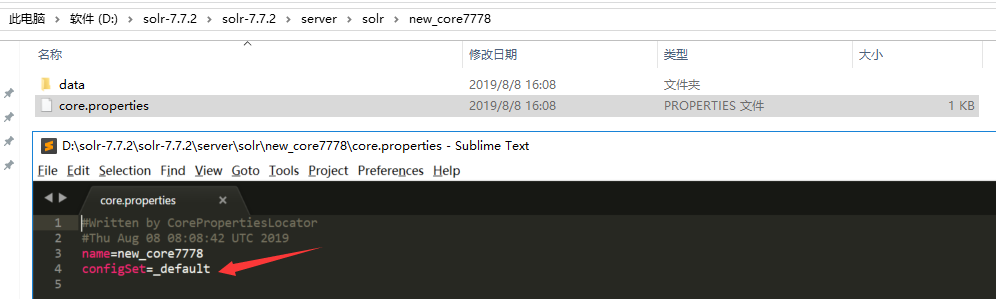 此电脑 › 软件 (D:) › solr-7.7.2 › solr-7.7.2 › server › solr › new_core7778
名称 修改日期 类型 大小
data 2019/8/8 16:08 文件夹
core.properties 2019/8/8 16:08 PROPERTIES 文件 1 KB
D:\solr-7.7.2\solr-7.7.2\server\solr\new_core7778\core.properties - Sublime Text
File Edit Selection Find View Goto Tools Project Preferences Help
core.properties ×
1 #Written by CorePropertiesLocator
2 #Thu Aug 08 08:08:42 UTC 2019
3 name=new_core7778
4 configSet=_default
5